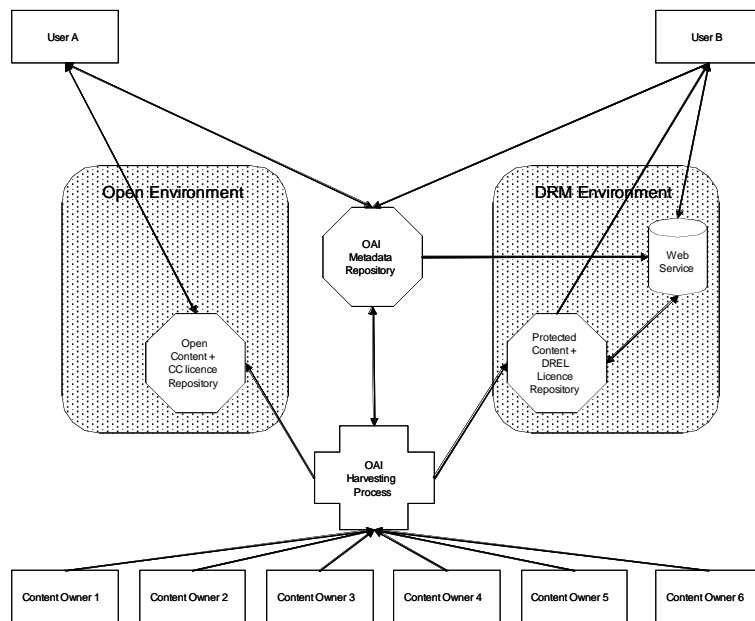 User A
User B
Open Environment
DRM Environment
OAI
Metadata
Repository
Web
Service
Open
Content +
CC licence
Repository
Protected
Content +
DREL
Licence
Repository
OAI
Harvesting
Process
Content Owner 1
Content Owner 2
Content Owner 3
Content Owner 4
Content Owner 5
Content Owner 6